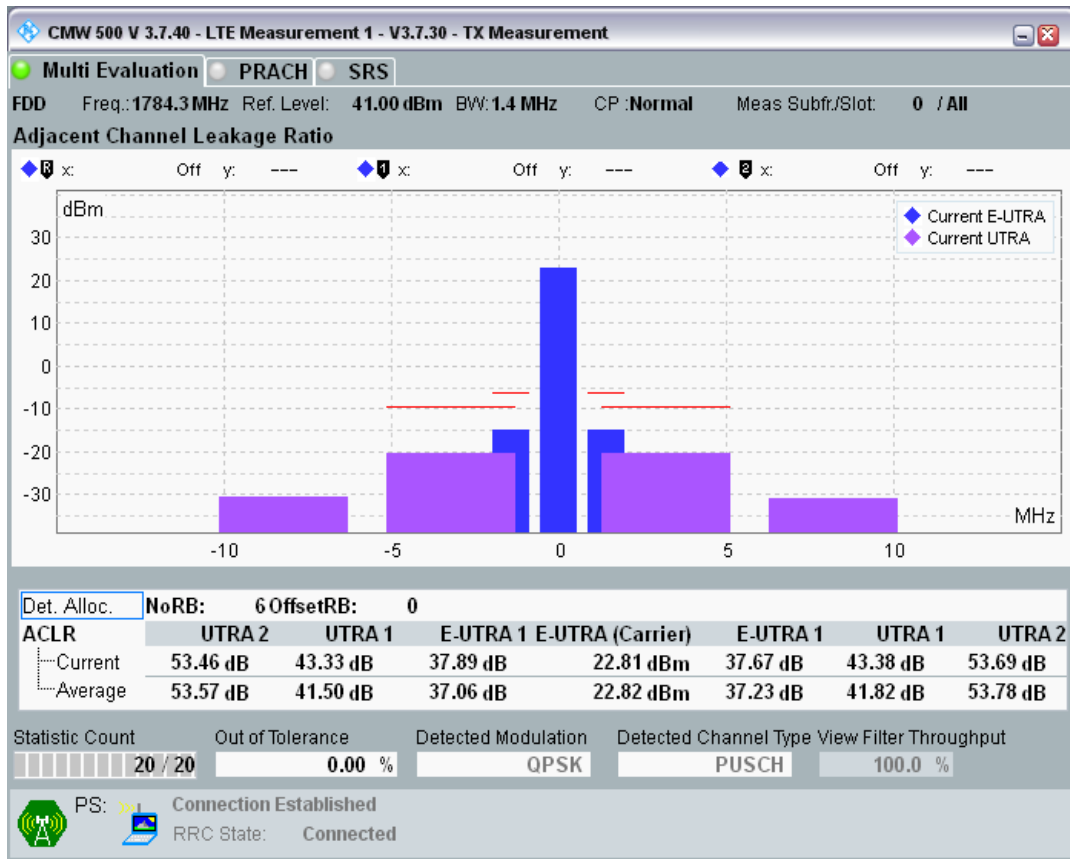 CMW 500 V 3.7.40 - LTE Measurement 1 - V3.7.30 - TX Measurement
Multi Evaluation PRACH SRS
FDD Freq.: 1784.3 MHz Ref. Level: 41.00 dBm BW: 1.4 MHz CP :Normal Meas Subfr./Slot: 0 / All
Adjacent Channel Leakage Ratio
R x: Off y: --- 1 x: Off y: --- 2 x: Off y: ---
dBm
Current E-UTRA
Current UTRA
30
20
10
0
-10
-20
-30
MHz
-10 -5 0 5 10
Det. Alloc. NoRB: 6 OffsetRB: 0
ACLR UTRA 2 UTRA 1 E-UTRA 1 E-UTRA (Carrier) E-UTRA 1 UTRA 1 UTRA 2
Current 53.46 dB 43.33 dB 37.89 dB 22.81 dBm 37.67 dB 43.38 dB 53.69 dB
Average 53.57 dB 41.50 dB 37.06 dB 22.82 dBm 37.23 dB 41.82 dB 53.78 dB
Statistic Count Out of Tolerance Detected Modulation Detected Channel Type View Filter Throughput
20 / 20 0.00 % QPSK PUSCH 100.0 %
PS: Connection Established
RRC State: Connected